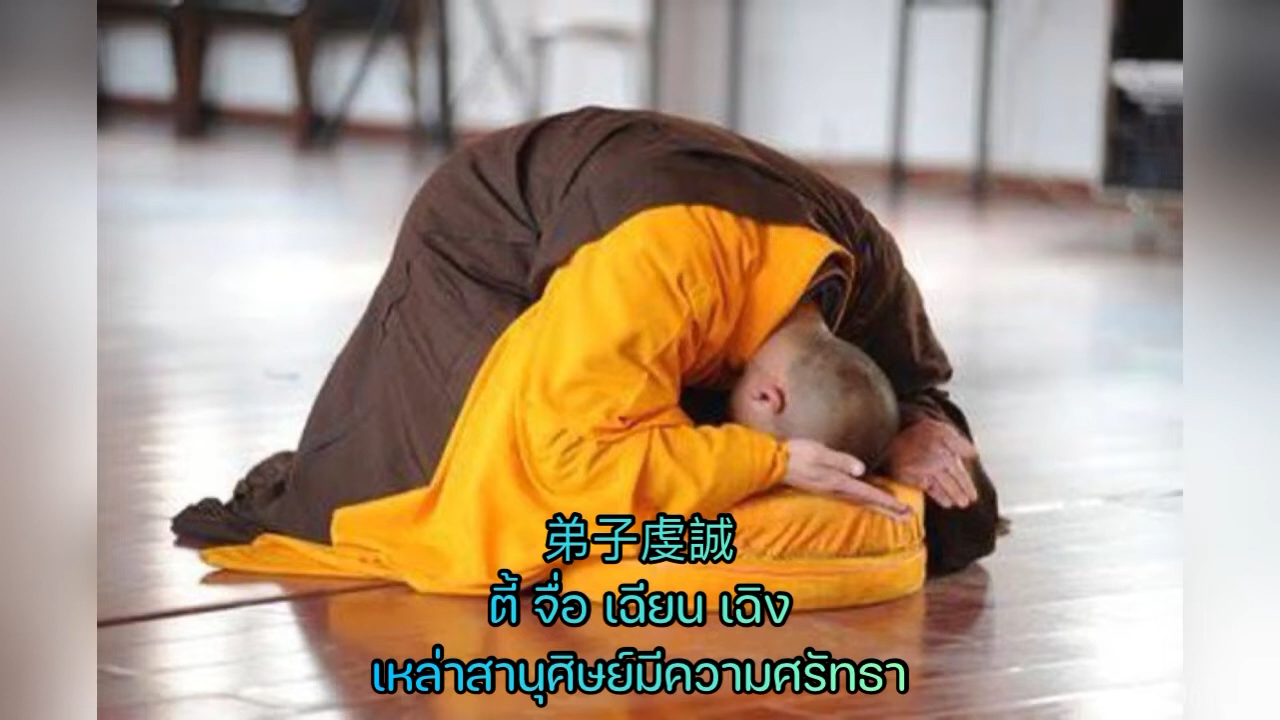 弟子虔誠
ตี้ จื่อ เฉียน เฉิง
เหล่าสานุศิษย์มีความศรัทธา